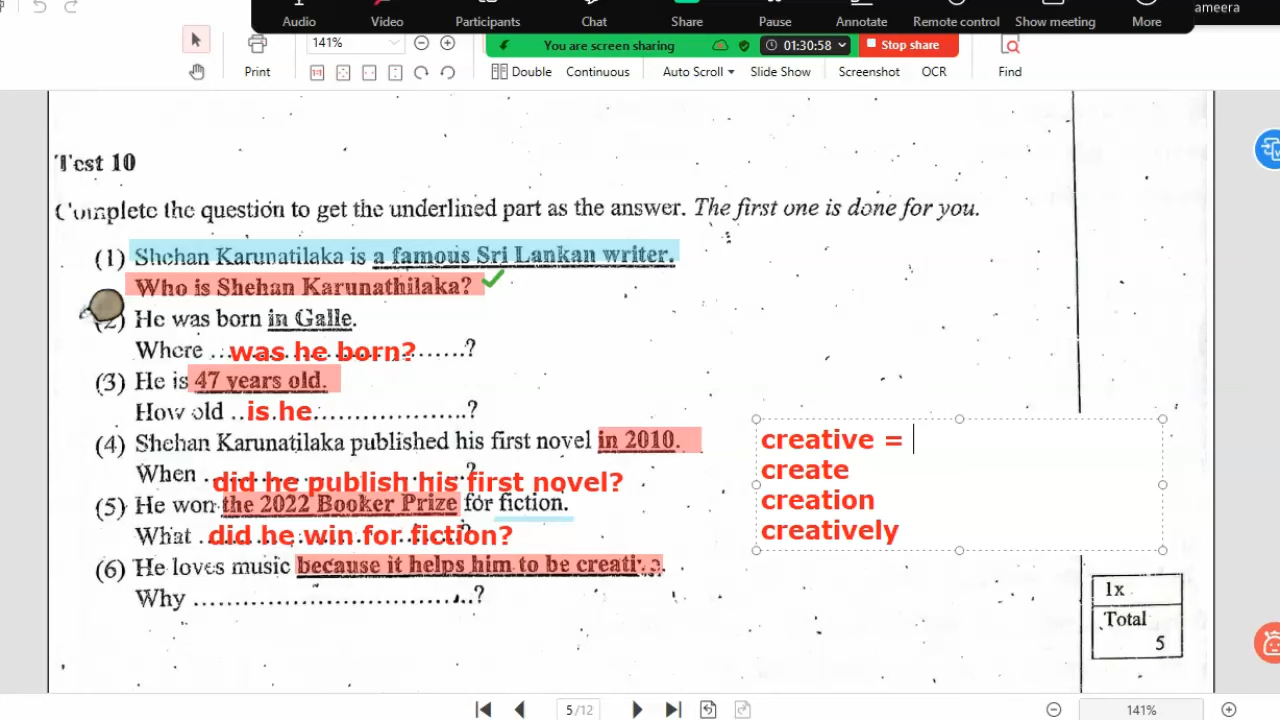 ameera
Audio Video Participants Chat Share Pause Annotate Remote control Show meeting More
141% You are screen sharing 01:30:58 Stop share
Print Double Continuous Auto Scroll Slide Show Screenshot OCR Find
Test 10
Complete the question to get the underlined part as the answer. The first one is done for you.
(1) Shehan Karunatilaka is a famous Sri Lankan writer.
Who is Shehan Karunathilaka?
(2) He was born in Galle.
Where ... was he born? ......?
(3) He is 47 years old.
How old .. is he ..................?
(4) Shehan Karunatilaka published his first novel in 2010.
When did he publish his first novel? ?
(5) He won the 2022 Booker Prize for fiction.
What . did he win for fiction? ?
(6) He loves music because it helps him to be creative.
Why ..................................?
creative =
create
creation
creatively
1x
Total
5
5/12 141%